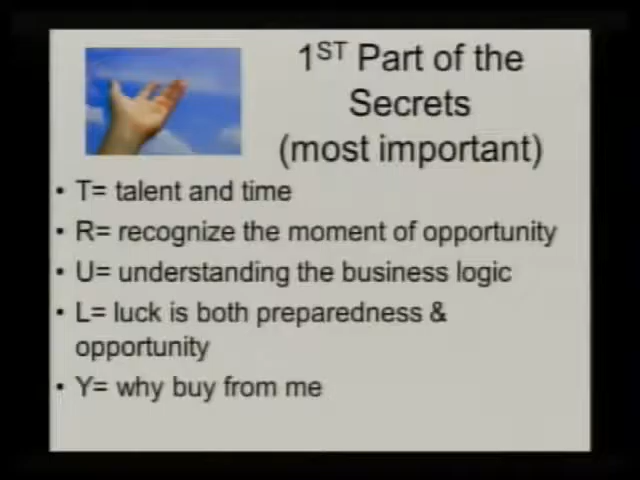 1ST Part of the
Secrets
(most important)
• T= talent and time
• R= recognize the moment of opportunity
• U= understanding the business logic
• L= luck is both preparedness &
opportunity
• Y= why buy from me